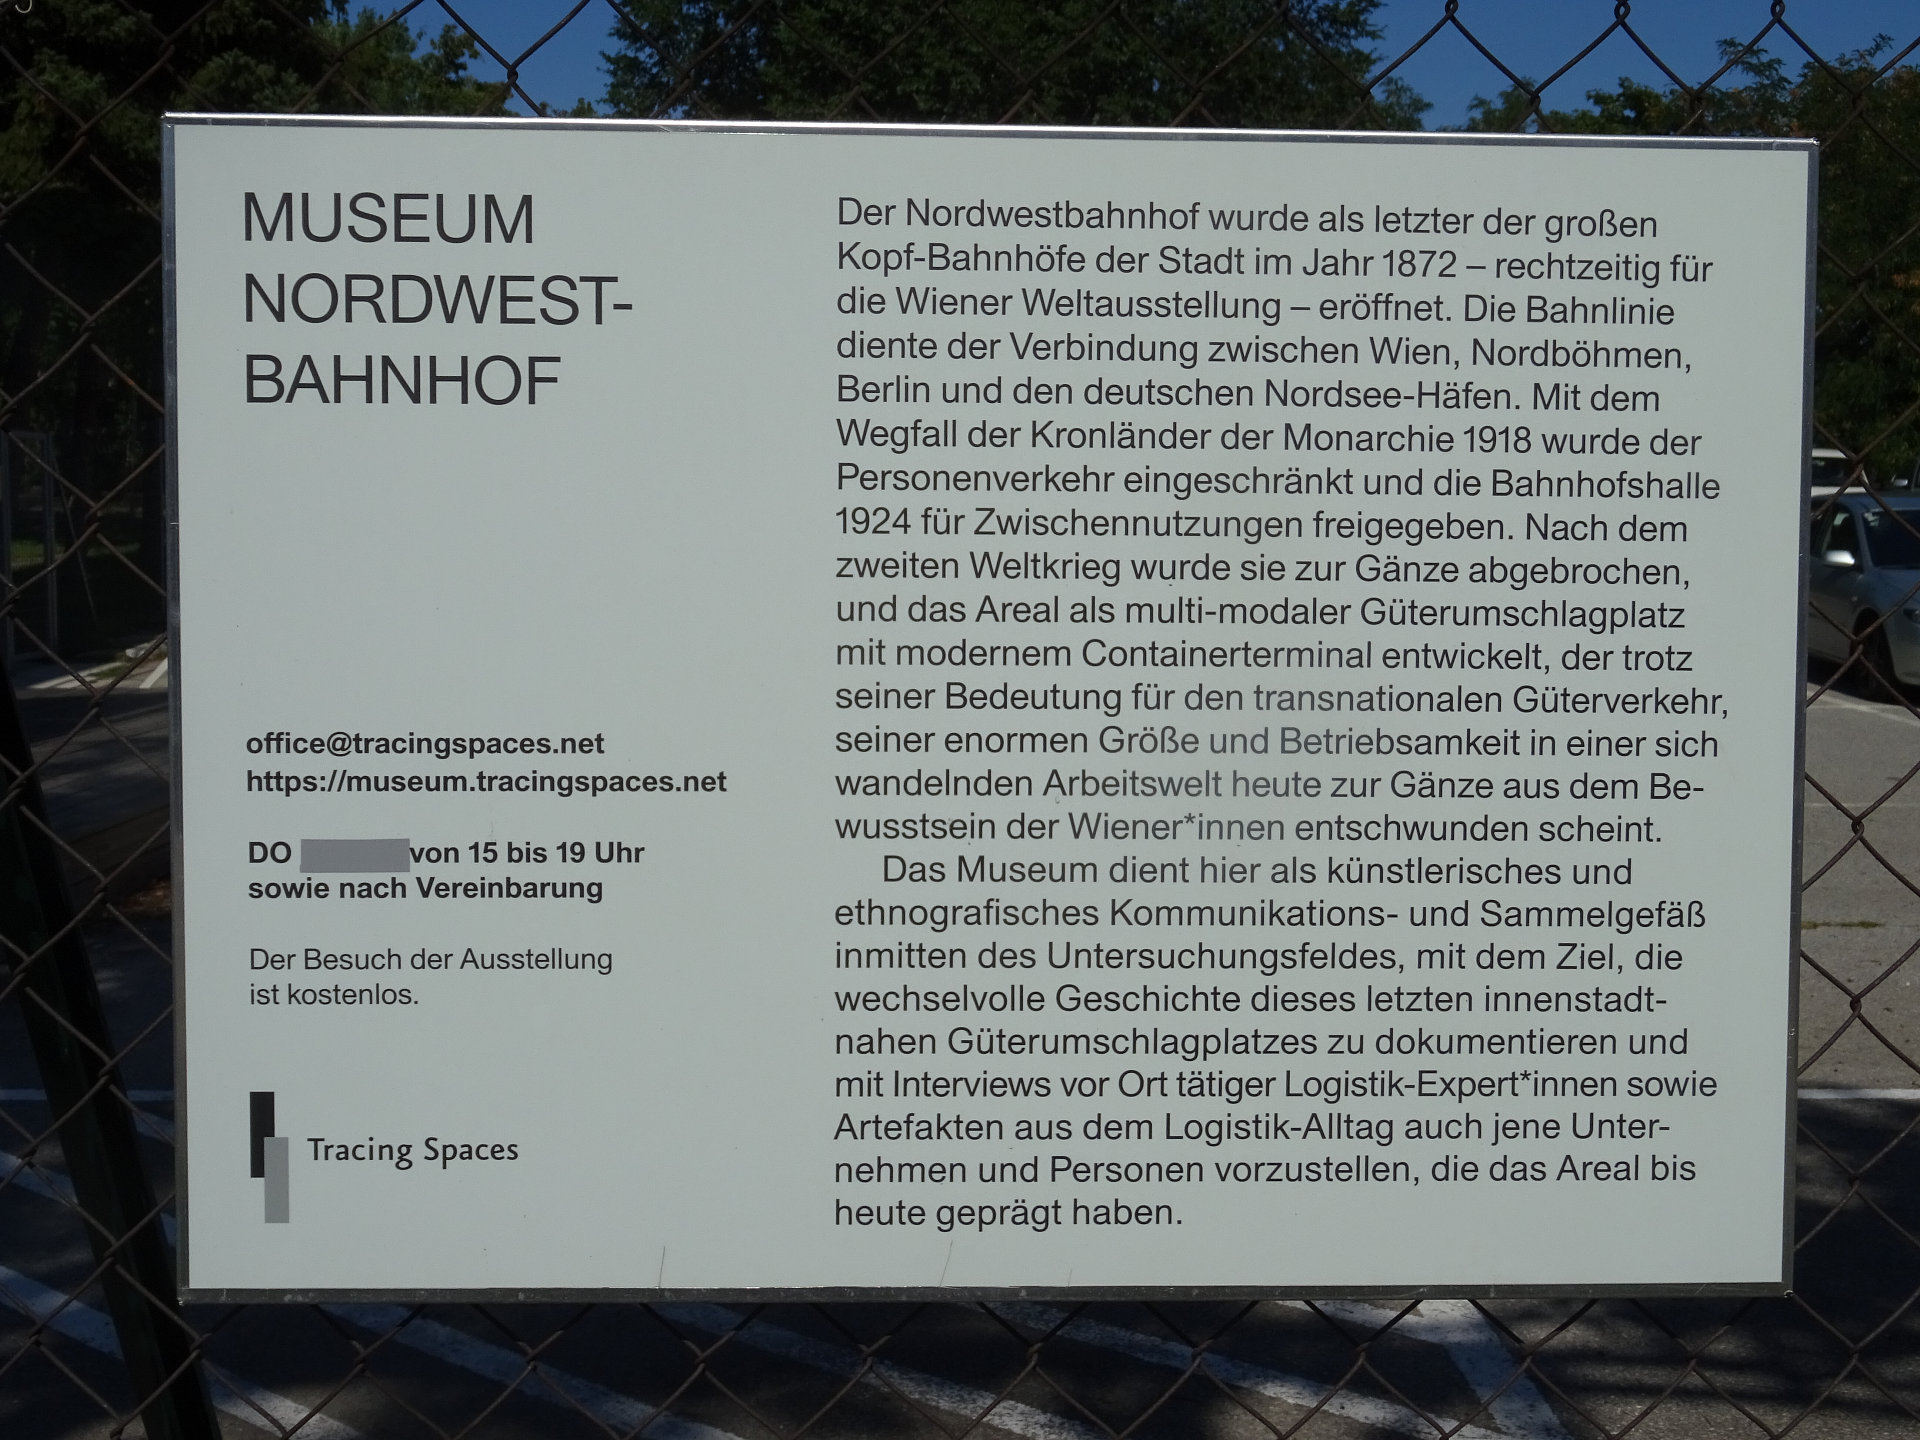 MUSEUM
NORDWEST-
BAHNHOF
office@tracingspaces.net
https://museum.tracingspaces.net
DO von 15 bis 19 Uhr
sowie nach Vereinbarung
Der Besuch der Ausstellung
ist kostenlos.
Tracing Spaces
Der Nordwestbahnhof wurde als letzter der großen
Kopf-Bahnhöfe der Stadt im Jahr 1872 – rechtzeitig für
die Wiener Weltausstellung – eröffnet. Die Bahnlinie
diente der Verbindung zwischen Wien, Nordböhmen,
Berlin und den deutschen Nordsee-Häfen. Mit dem
Wegfall der Kronländer der Monarchie 1918 wurde der
Personenverkehr eingeschränkt und die Bahnhofshalle
1924 für Zwischennutzungen freigegeben. Nach dem
zweiten Weltkrieg wurde sie zur Gänze abgebrochen,
und das Areal als multi-modaler Güterumschlagplatz
mit modernem Containerterminal entwickelt, der trotz
seiner Bedeutung für den transnationalen Güterverkehr,
seiner enormen Größe und Betriebsamkeit in einer sich
wandelnden Arbeitswelt heute zur Gänze aus dem Be-
wusstsein der Wiener*innen entschwunden scheint.
Das Museum dient hier als künstlerisches und
ethnografisches Kommunikations- und Sammelgefäß
inmitten des Untersuchungsfeldes, mit dem Ziel, die
wechselvolle Geschichte dieses letzten innenstadt-
nahen Güterumschlagplatzes zu dokumentieren und
mit Interviews vor Ort tätiger Logistik-Expert*innen sowie
Artefakten aus dem Logistik-Alltag auch jene Unter-
nehmen und Personen vorzustellen, die das Areal bis
heute geprägt haben.